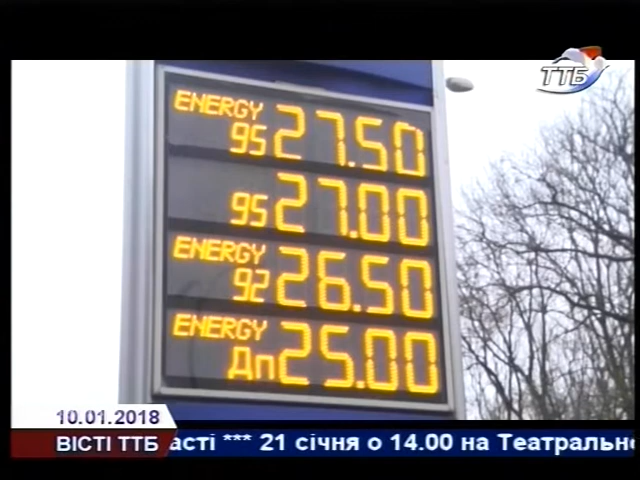 ТТБ
ENERGY
95 27.50
95 27.00
ENERGY
92 26.50
ENERGY
Дп 25.00
10.01.2018
ВІСТІ ТТБ
асті *** 21 січня о 14.00 на Театральн